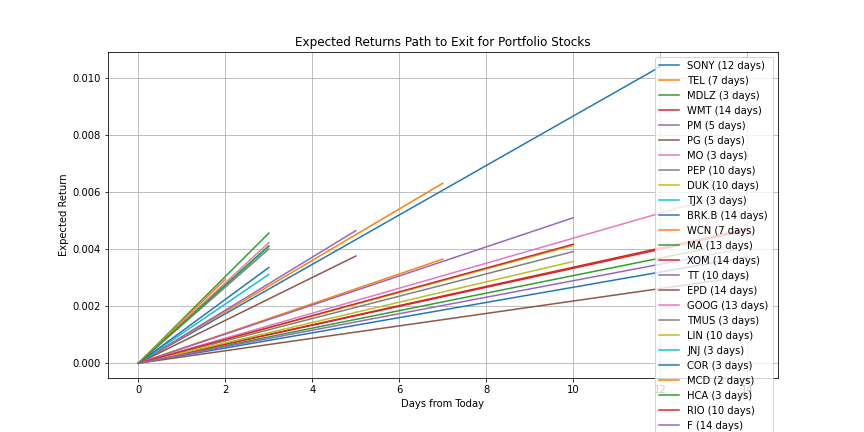 Expected Returns Path to Exit for Portfolio Stocks
Expected Return
0.010
0.008
0.006
0.004
0.002
0.000
0
2
4
6
8
10
12
14
Days from Today
SONY (12 days)
TEL (7 days)
MDLZ (3 days)
WMT (14 days)
PM (5 days)
PG (5 days)
MO (3 days)
PEP (10 days)
DUK (10 days)
TJX (3 days)
BRK.B (14 days)
WCN (7 days)
MA (13 days)
XOM (14 days)
TT (10 days)
EPD (14 days)
GOOG (13 days)
TMUS (3 days)
LIN (10 days)
JNJ (3 days)
COR (3 days)
MCD (2 days)
HCA (3 days)
RIO (10 days)
F (14 days)